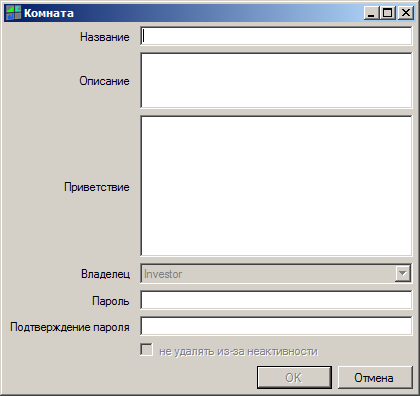 Комната
Название
Описание
Приветствие
Владелец
Investor
Пароль
Подтверждение пароля
не удалять из-за неактивности
OK
Отмена